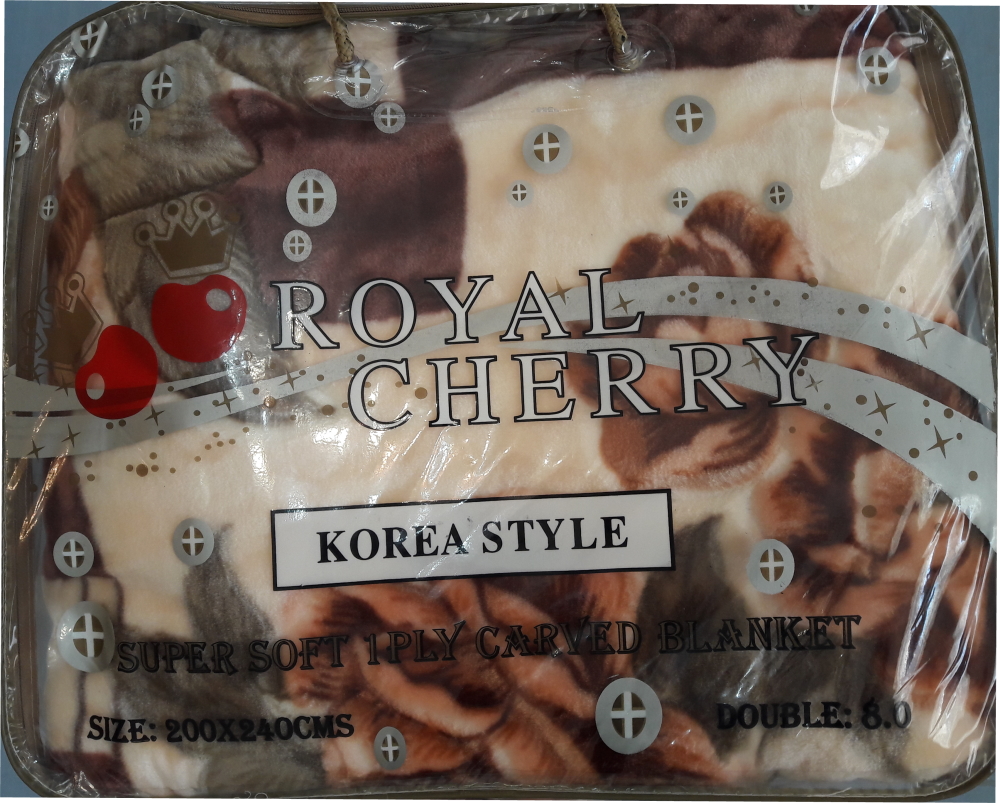 ROYAL
CHERRY
KOREA STYLE
SUPER SOFT 1PLY CARVED BLANKET
SIZE: 200X240CMS
DOUBLE: 8.0